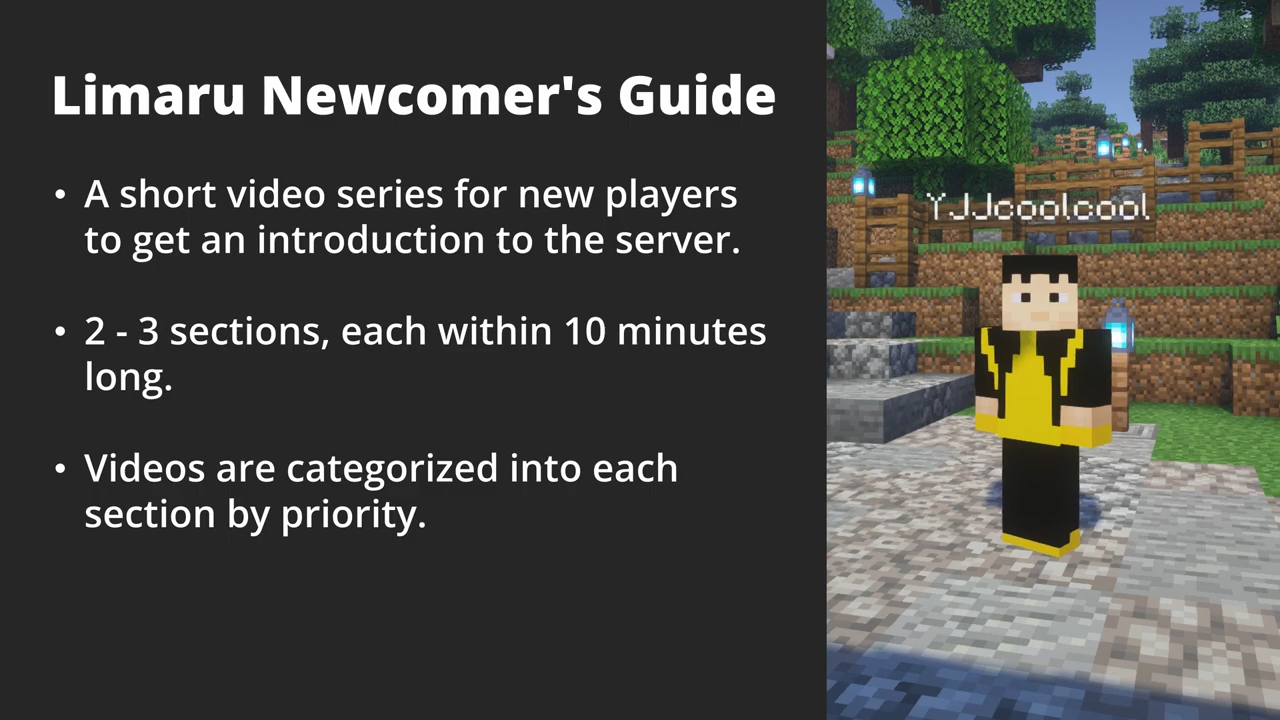 Limaru Newcomer's Guide
• A short video series for new players
to get an introduction to the server.
• 2 - 3 sections, each within 10 minutes
long.
• Videos are categorized into each
section by priority.
YJJcoolcool